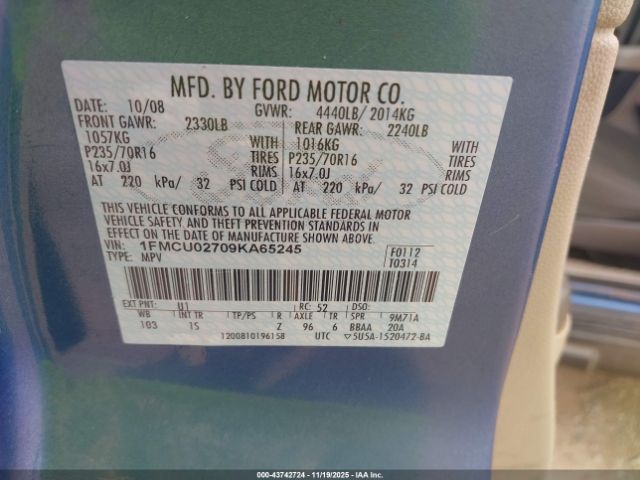 MFD. BY FORD MOTOR CO.
DATE: 10/08 GVWR: 4440LB/ 2014KG
FRONT GAWR: 2330LB REAR GAWR: 2240LB
1057KG WITH 1016KG WITH
P235/70R16 TIRES P235/70R16 TIRES
16x7.0J RIMS 16x7.0J RIMS
AT 220 kPa/ 32 PSI COLD AT 220 kPa/ 32 PSI COLD
THIS VEHICLE CONFORMS TO ALL APPLICABLE FEDERAL MOTOR
VEHICLE SAFETY AND THEFT PREVENTION STANDARDS IN
EFFECT ON THE DATE OF MANUFACTURE SHOWN ABOVE.
VIN: 1FMCU02709KA65245 F0112
TYPE: MPV T0314
EXT PNT: U1 RC: 52 DSO:
WB INT TR TP/PS R AXLE TR SPR 9M71A
103 1S Z 96 6 BBAA 20A
1200810196158 UTC ▽5U5A-1520472-BA
000-43742724 - 11/19/2025 - IAAI.COM